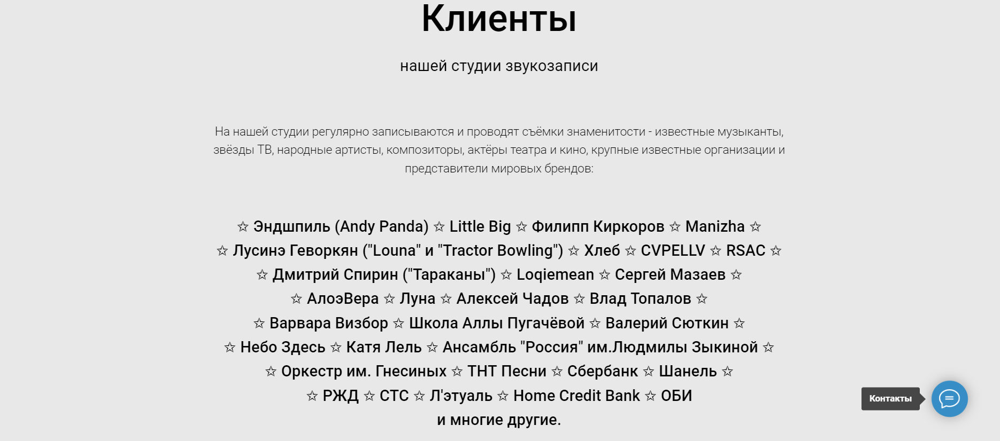 Клиенты
нашей студии звукозаписи
На нашей студии регулярно записываются и проводят съёмки знаменитости - известные музыканты,
звёзды ТВ, народные артисты, композиторы, актёры театра и кино, крупные известные организации и
представители мировых брендов:
☆ Эндшпиль (Andy Panda) ☆ Little Big ☆ Филипп Киркоров ☆ Manizha ☆
☆ Лусинэ Геворкян ("Louna" и "Tractor Bowling") ☆ Хлеб ☆ CVPELLV ☆ RSAC ☆
☆ Дмитрий Спирин ("Тараканы") ☆ Loqiemean ☆ Сергей Мазаев ☆
☆ АлоэВера ☆ Луна ☆ Алексей Чадов ☆ Влад Топалов ☆
☆ Варвара Визбор ☆ Школа Аллы Пугачёвой ☆ Валерий Сюткин ☆
☆ Небо Здесь ☆ Катя Лель ☆ Ансамбль "Россия" им.Людмилы Зыкиной ☆
☆ Оркестр им. Гнесиных ☆ ТНТ Песни ☆ Сбербанк ☆ Шанель ☆
☆ РЖД ☆ СТС ☆ Л'этуаль ☆ Home Credit Bank ☆ ОБИ
и многие другие.
Контакты